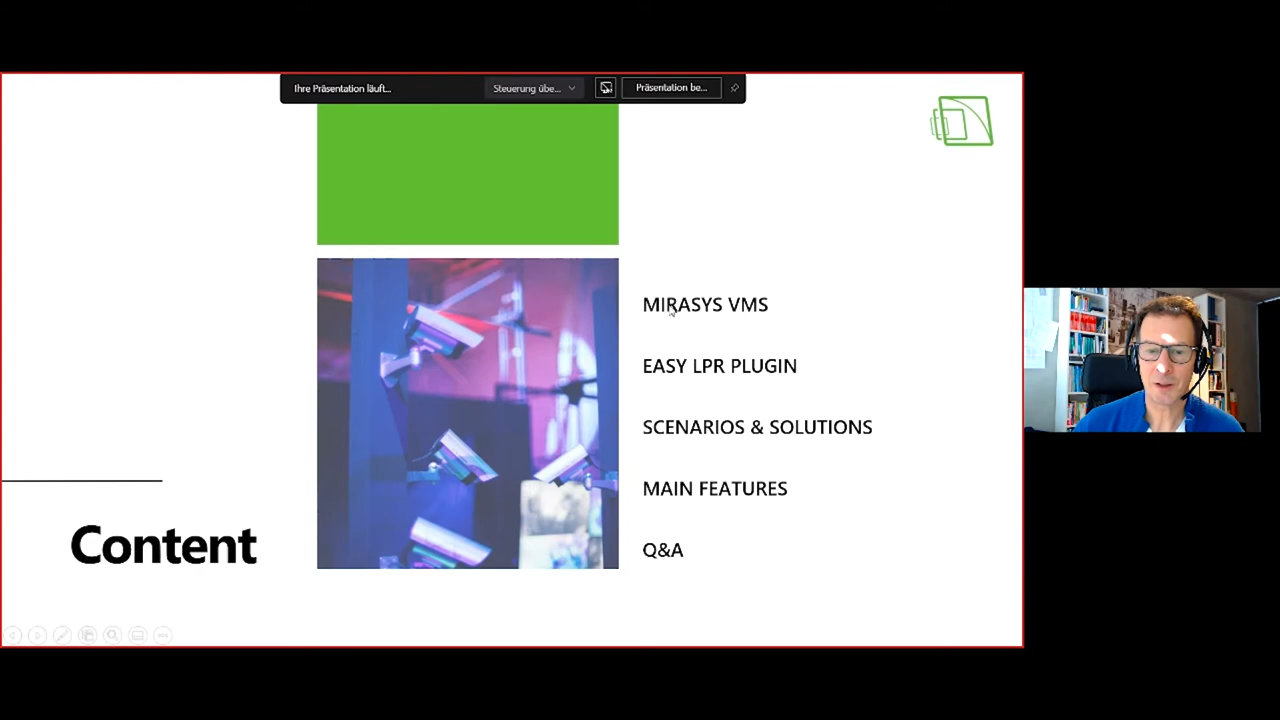 Ihre Präsentation läuft...
Steuerung übe...
Präsentation be...
MIRASYS VMS
EASY LPR PLUGIN
SCENARIOS & SOLUTIONS
MAIN FEATURES
Q&A
Content